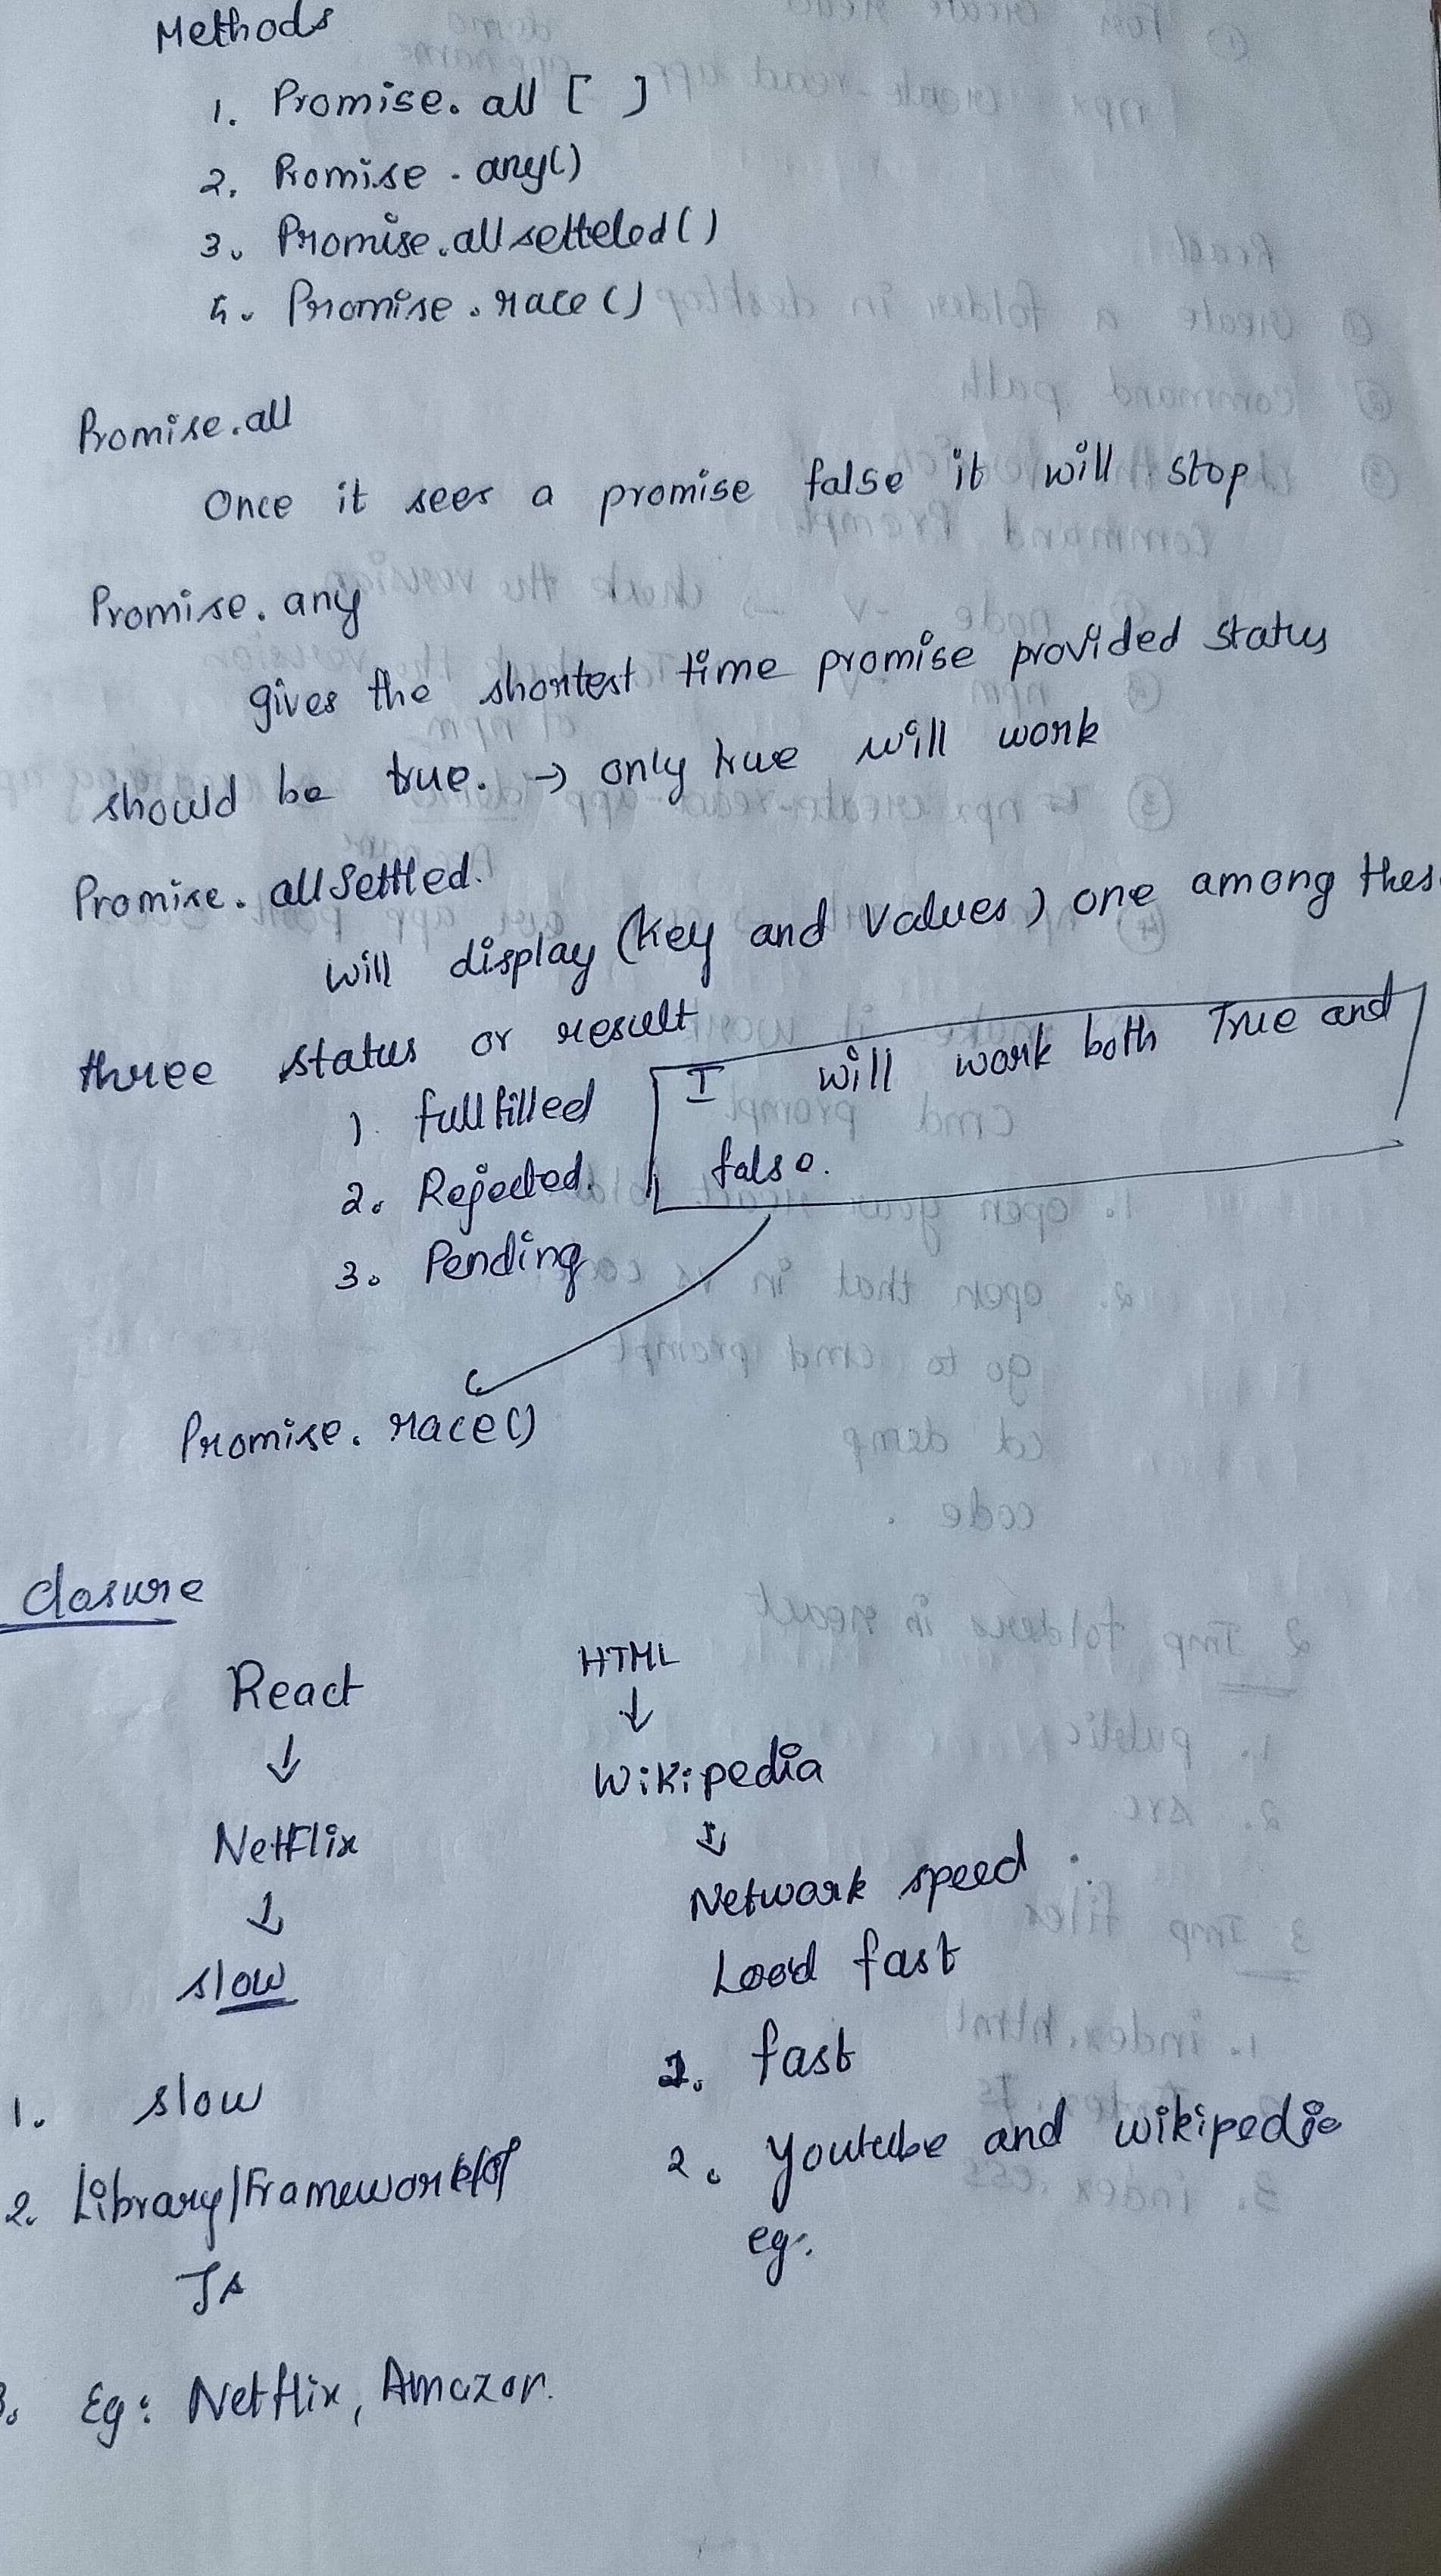 Methods
1. Promise. all [ ]
2. Promise . any()
3. Promise.allsetteled()
4. Promise . race ()
Promise.all
Once it sees a promise false it will stop
Promise. any
gives the shortest time promise provided status
should be true. → only true will work
Promise. allSettled.
will display (key and values) one among thes
three status or result
I will work both True and
false.
1. fullfilled
2. Rejected.
3. Pending
Promise. race()
closure
React
↓
Netflix
↓
slow
1. slow
2. Library/Framework of
JS
3. Eg: Netflix, Amazon.
HTML
↓
Wikipedia
↓
Network speed
Load fast
1. fast
2. Youtube and wikipedia
eg: